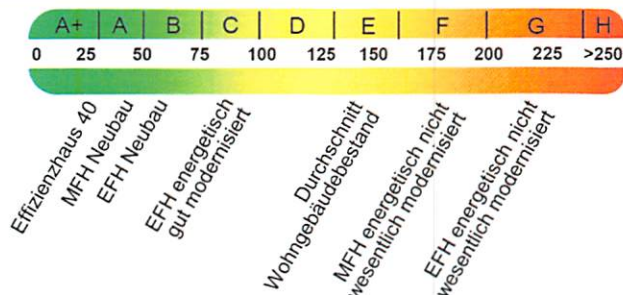 A+ A B C D E F G H
0 25 50 75 100 125 150 175 200 225 >250
Effizienzhaus 40
MFH Neubau
EFH Neubau
EFH energetisch
gut modernisiert
Durchschnitt
Wohngebäudebestand
MFH energetisch nicht
wesentlich modernisiert
EFH energetisch nicht
wesentlich modernisiert